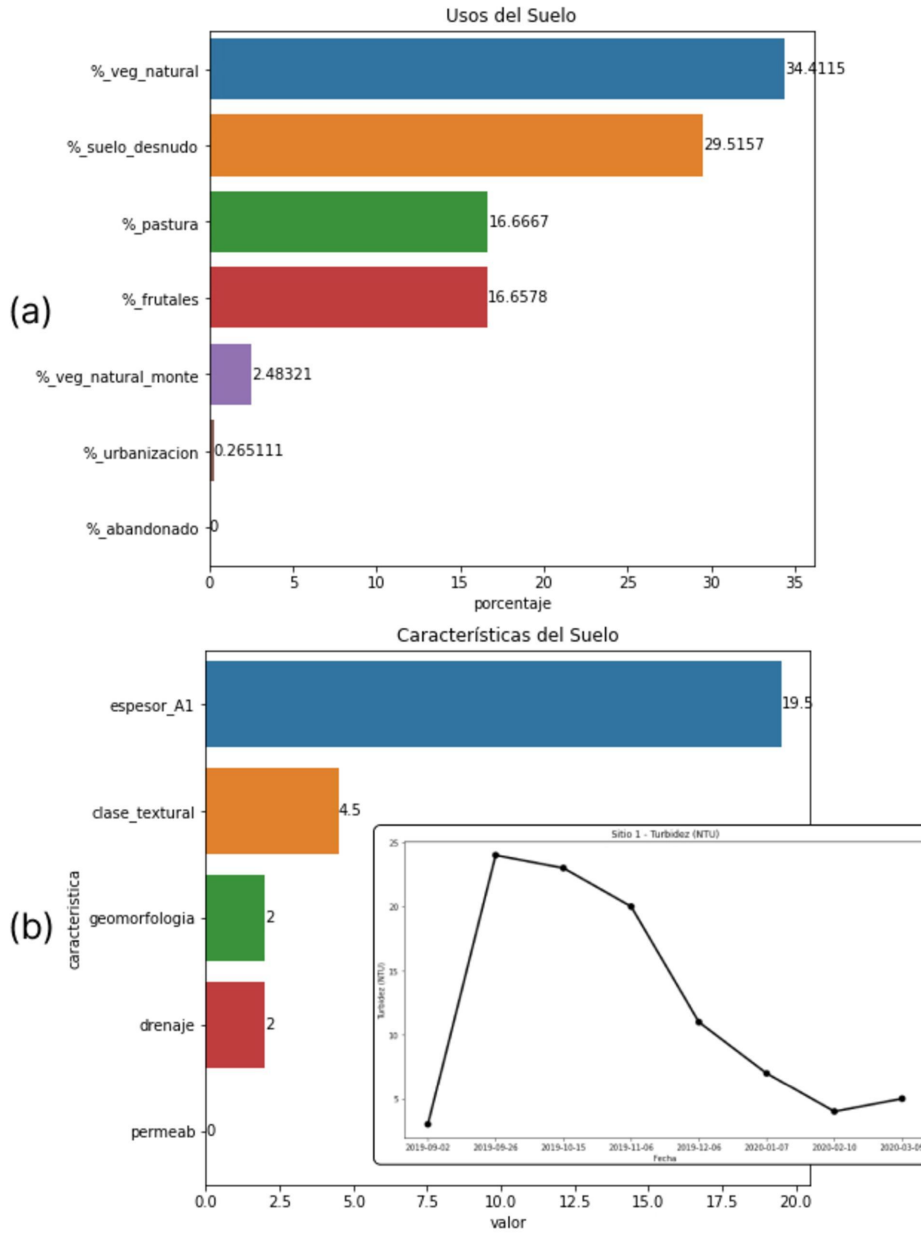 Usos del Suelo
%_veg_natural
34.4115
%_suelo_desnudo
29.5157
%_pastura
16.6667
%_frutales
16.6578
(a)
%_veg_natural_monte
2.48321
%_urbanizacion
0.265111
%_abandonado
0
0 5 10 15 20 25 30 35
porcentaje
Características del Suelo
espesor_A1
19.5
clase_textural
4.5
geomorfologia
2
(b)
caracteristica
drenaje
2
permeab
0
0.0 2.5 5.0 7.5 10.0 12.5 15.0 17.5 20.0
valor
Sitio 1 - Turbidez (NTU)
25
20
15
10
5
Turbidez (NTU)
2019-09-02 2019-09-26 2019-10-15 2019-11-06 2019-12-06 2020-01-07 2020-02-10 2020-03-09
Fecha